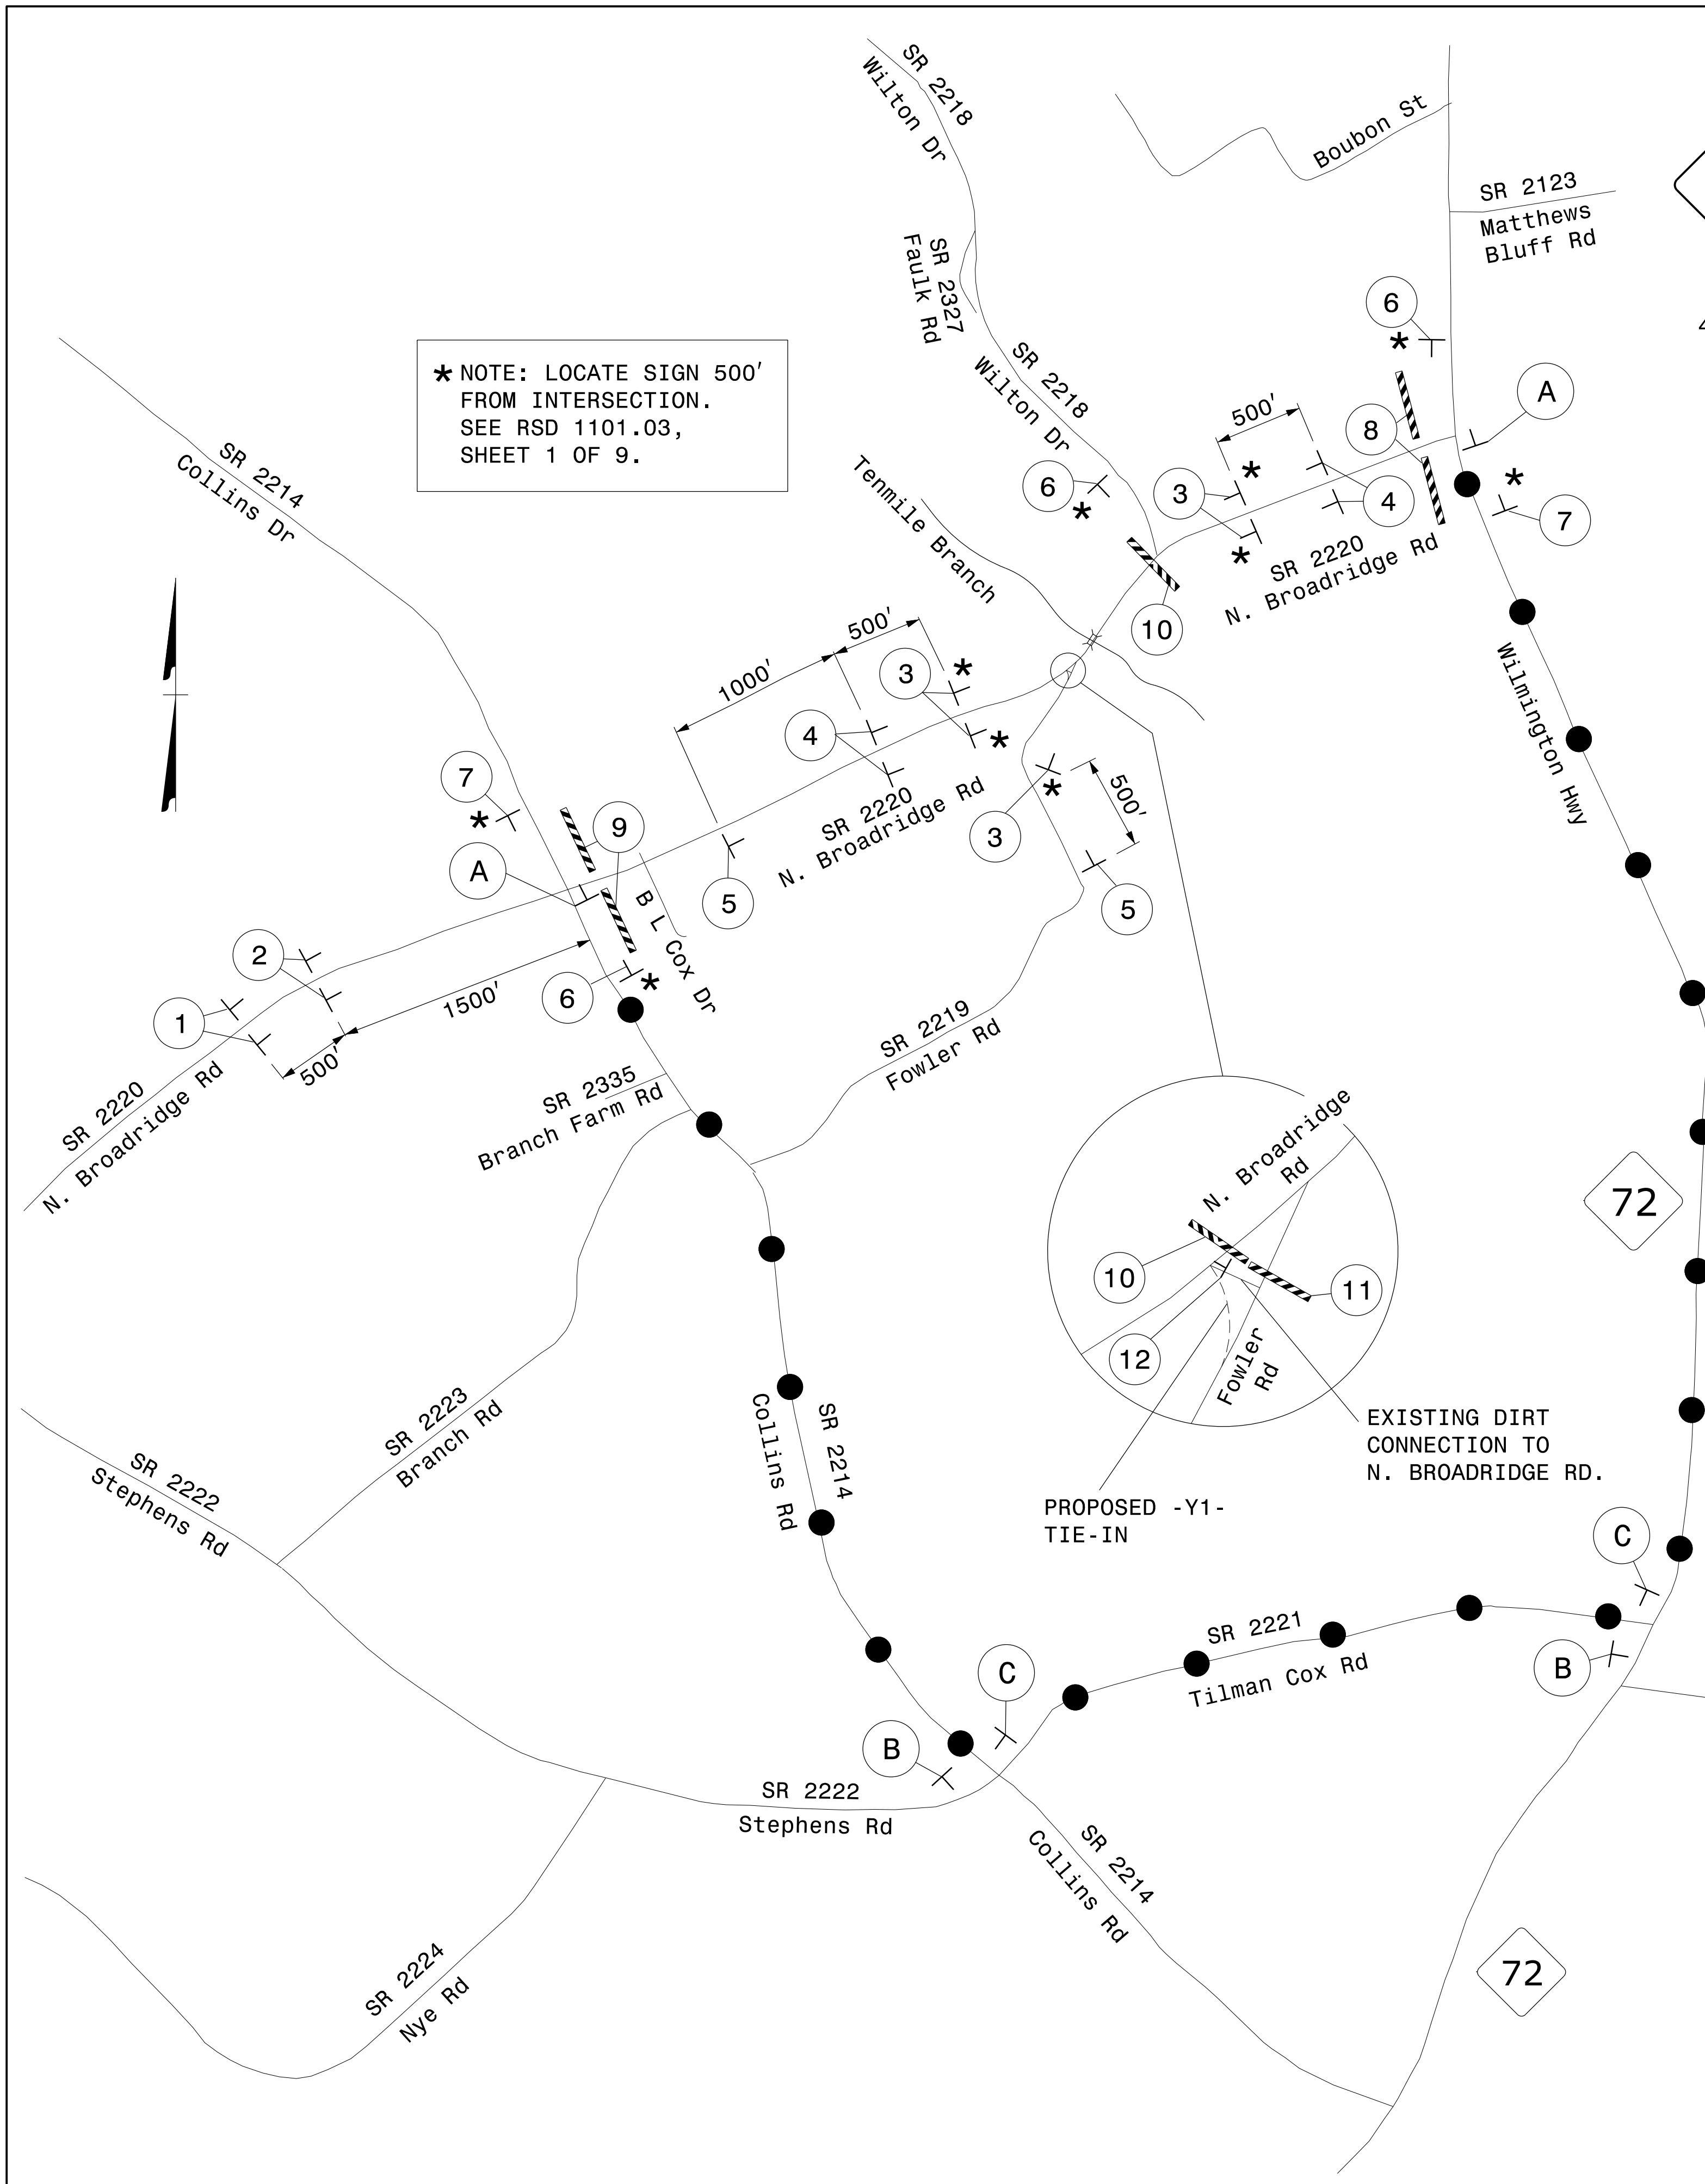 SR 2218
Wilton Dr
Boubon St
SR 2123
Matthews
Bluff Rd
SR 2327
Faulk Rd
6
*
A
* NOTE: LOCATE SIGN 500'
FROM INTERSECTION.
SEE RSD 1101.03,
SHEET 1 OF 9.
SR 2218
Wilton Dr
500'
8
SR 2214
Collins Dr
Tenmile Branch
6
*
3
*
*
4
*
7
SR 2220
N. Broadridge Rd
10
500'
1000'
3
*
4
*
Wilmington Hwy
7
*
9
SR 2220
N. Broadridge Rd
*
500'
3
A
5
5
B L Cox Dr
2
1
1500'
6
*
500'
SR 2219
Fowler Rd
SR 2220
N. Broadridge Rd
SR 2335
Branch Farm Rd
N. Broadridge
Rd
72
10
11
12
Fowler
Rd
EXISTING DIRT
CONNECTION TO
N. BROADRIDGE RD.
PROPOSED -Y1-
TIE-IN
SR 2223
Branch Rd
SR 2214
Collins Rd
SR 2222
Stephens Rd
C
SR 2221
Tilman Cox Rd
B
C
B
SR 2222
Stephens Rd
SR 2214
Collins Rd
SR 2224
Nye Rd
72